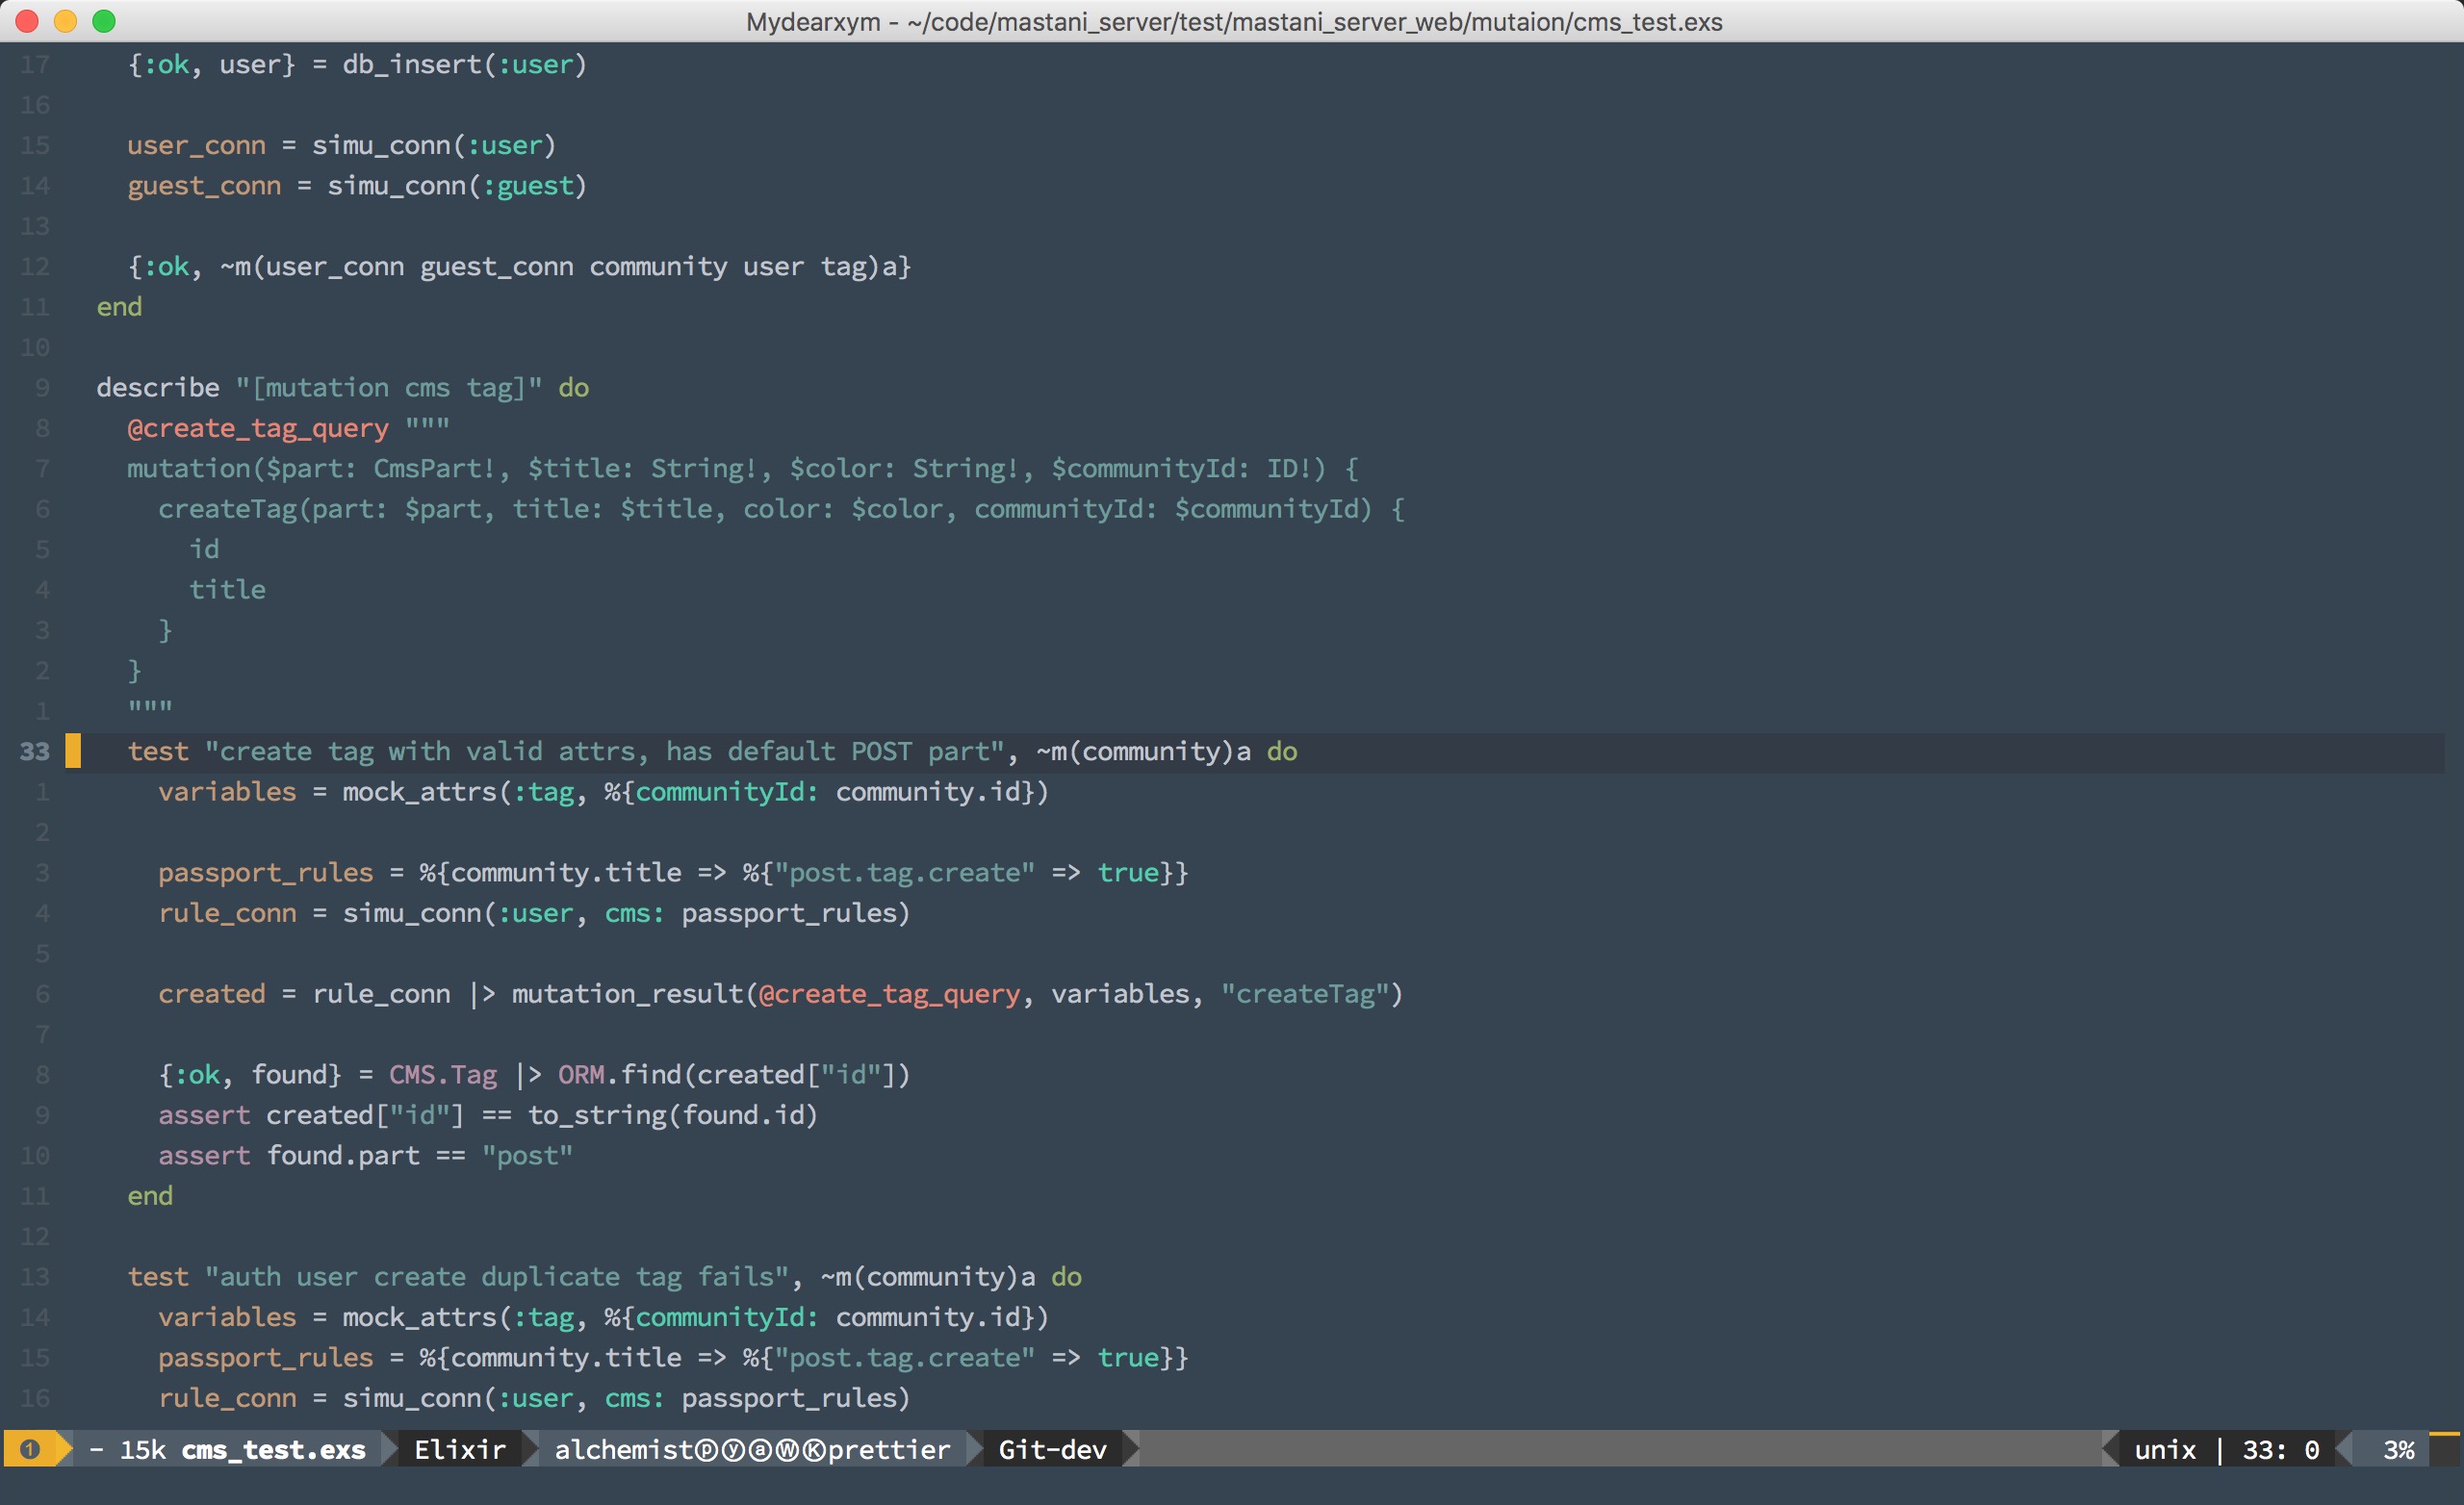 Mydearxym - ~/code/mastani_server/test/mastani_server_web/mutaion/cms_test.exs
17     {:ok, user} = db_insert(:user)
16
15     user_conn = simu_conn(:user)
14     guest_conn = simu_conn(:guest)
13
12     {:ok, ~m(user_conn guest_conn community user tag)a}
11   end
10
9   describe "[mutation cms tag]" do
8     @create_tag_query """
7     mutation($part: CmsPart!, $title: String!, $color: String!, $communityId: ID!) {
6       createTag(part: $part, title: $title, color: $color, communityId: $communityId) {
5         id
4         title
3       }
2     }
1     """
33     test "create tag with valid attrs, has default POST part", ~m(community)a do
1       variables = mock_attrs(:tag, %{communityId: community.id})
2
3       passport_rules = %{community.title => %{"post.tag.create" => true}}
4       rule_conn = simu_conn(:user, cms: passport_rules)
5
6       created = rule_conn |> mutation_result(@create_tag_query, variables, "createTag")
7
8       {:ok, found} = CMS.Tag |> ORM.find(created["id"])
9       assert created["id"] == to_string(found.id)
10       assert found.part == "post"
11     end
12
13     test "auth user create duplicate tag fails", ~m(community)a do
14       variables = mock_attrs(:tag, %{communityId: community.id})
15       passport_rules = %{community.title => %{"post.tag.create" => true}}
16       rule_conn = simu_conn(:user, cms: passport_rules)
❶ - 15k cms_test.exs Elixir alchemistⓟⓨⓐⓌⓀprettier Git-dev unix | 33: 0 3%